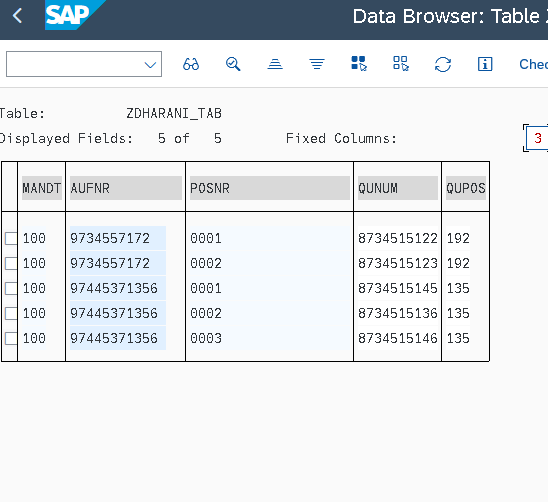 SAP Data Browser: Table
Chec
Table: ZDHARANI_TAB
Displayed Fields: 5 of 5 Fixed Columns: 3
MANDT AUFNR POSNR QUNUM QUPOS
100 9734557172 0001 8734515122 192
100 9734557172 0002 8734515123 192
100 97445371356 0001 8734515145 135
100 97445371356 0002 8734515136 135
100 97445371356 0003 8734515146 135